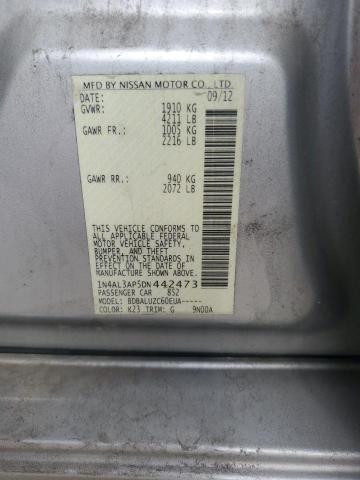 MFD BY NISSAN MOTOR CO., LTD.
DATE: 09/12
GVWR: 1910 KG
4211 LB
GAWR FR: 1005 KG
2216 LB
GAWR RR: 940 KG
2072 LB
THIS VEHICLE CONFORMS TO
ALL APPLICABLE FEDERAL
MOTOR VEHICLE SAFETY,
BUMPER, AND THEFT
PREVENTION STANDARDS IN
EFFECT ON THE DATE OF
MANUFACTURE SHOWN ABOVE.
1N4AL3AP5DN442473
PASSENGER CAR 852
MODEL: BDBALUZC60EUA-----
COLOR: K23 TRIM: G 9N00A